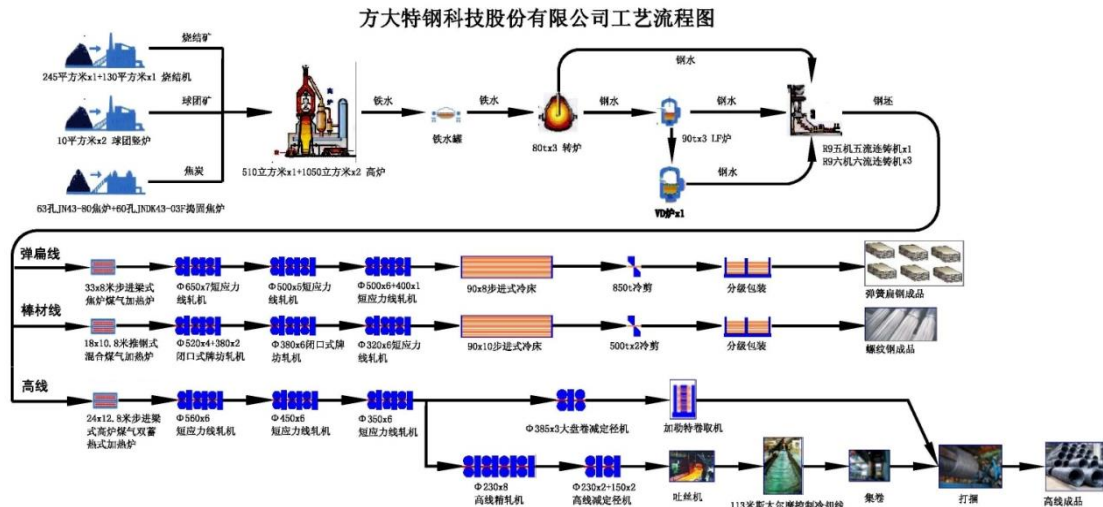 方大特钢科技股份有限公司工艺流程图
烧结矿
245平方米x1+130平方米x1 烧结机
球团矿
10平方米x2 球团竖炉
焦炭
63孔JN43-80焦炉+60孔JNDK43-03F捣固焦炉
高炉
510立方米x1+1050立方米x2 高炉
铁水
铁水罐
铁水
80tx3 转炉
钢水
钢水
90tx3 LF炉
钢水
VD炉x1
钢水
R9五机五流连铸机x1
R9六机六流连铸机x3
钢坯
弹扁线
33x8米步进梁式
焦炉煤气加热炉
Φ650x7短应力
线轧机
Φ500x5短应力
线轧机
Φ500x6+400x1
短应力线轧机
90x8步进式冷床
850t冷剪
分级包装
弹簧扁钢成品
棒材线
18x10.8米推钢式
混合煤气加热炉
Φ520x4+380x2
闭口式牌坊轧机
Φ380x6闭口式牌
坊轧机
Φ320x6短应力
线轧机
90x10步进式冷床
500tx2冷剪
分级包装
螺纹钢成品
高线
24x12.8米步进梁
式高炉煤气双蓄
热式加热炉
Φ560x6
短应力线轧机
Φ450x6
短应力线轧机
Φ350x6
短应力线轧机
Φ385x3大盘卷减定径机
加勒特卷取机
Φ230x8
高线精轧机
Φ230x2+150x2
高线减定径机
吐丝机
113米斯太尔摩控制冷却线
集卷
打捆
高线成品